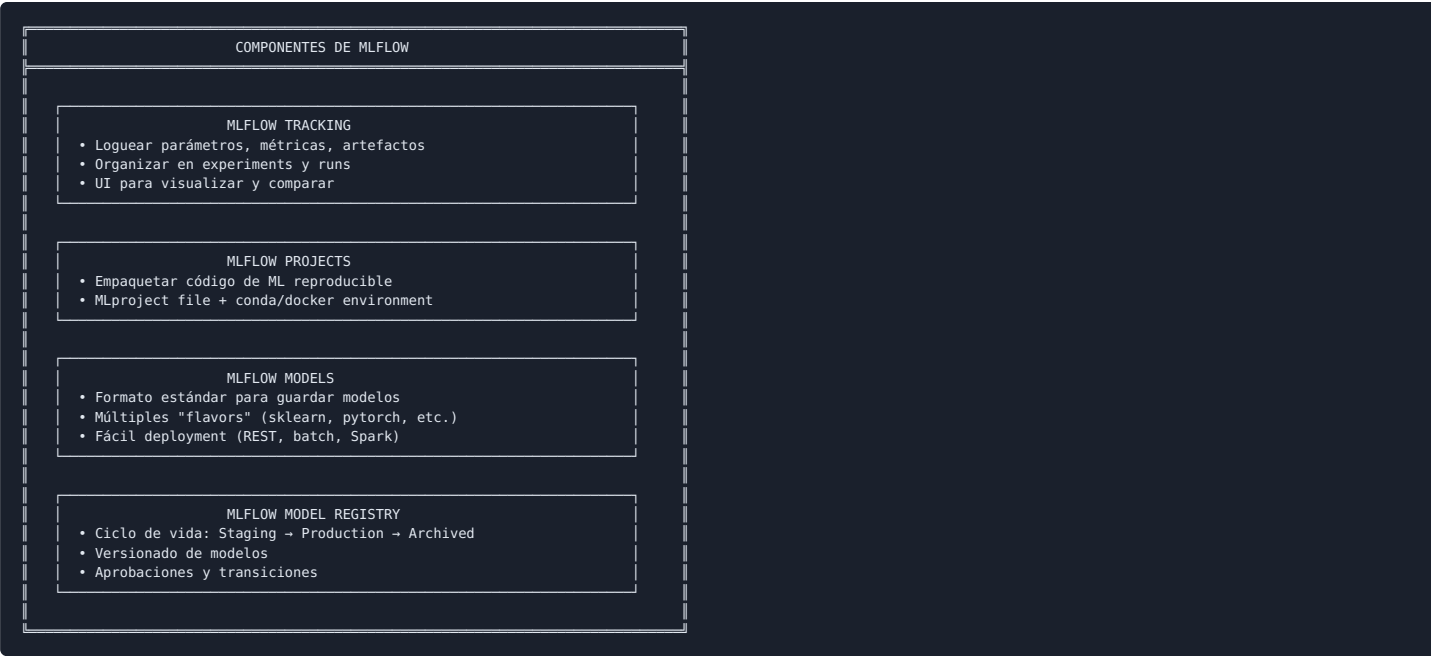 COMPONENTES DE MLFLOW
MLFLOW TRACKING
• Loguear parámetros, métricas, artefactos
• Organizar en experiments y runs
• UI para visualizar y comparar
MLFLOW PROJECTS
• Empaquetar código de ML reproducible
• MLproject file + conda/docker environment
MLFLOW MODELS
• Formato estándar para guardar modelos
• Múltiples "flavors" (sklearn, pytorch, etc.)
• Fácil deployment (REST, batch, Spark)
MLFLOW MODEL REGISTRY
• Ciclo de vida: Staging → Production → Archived
• Versionado de modelos
• Aprobaciones y transiciones